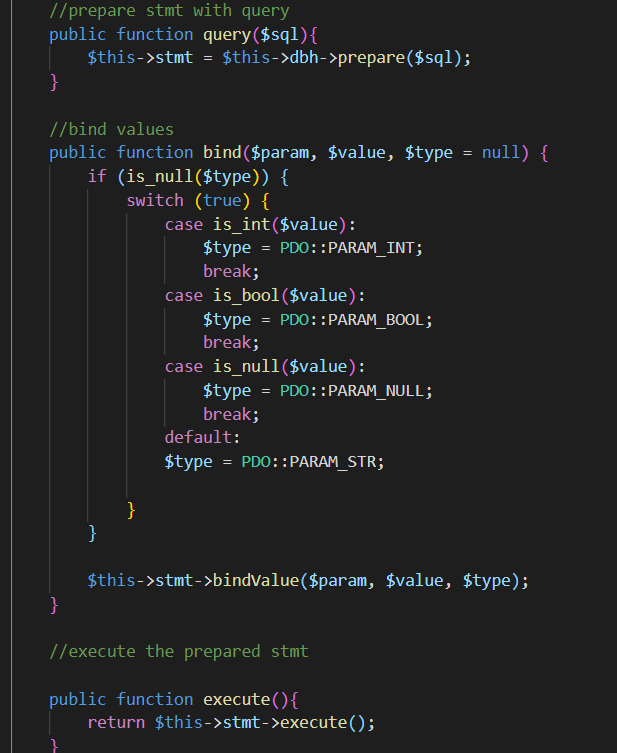 //prepare stmt with query
public function query($sql){
$this->stmt = $this->dbh->prepare($sql);
}
//bind values
public function bind($param, $value, $type = null) {
if (is_null($type)) {
switch (true) {
case is_int($value):
$type = PDO::PARAM_INT;
break;
case is_bool($value):
$type = PDO::PARAM_BOOL;
break;
case is_null($value):
$type = PDO::PARAM_NULL;
break;
default:
$type = PDO::PARAM_STR;
}
}
$this->stmt->bindValue($param, $value, $type);
}
//execute the prepared stmt
public function execute(){
return $this->stmt->execute();
}